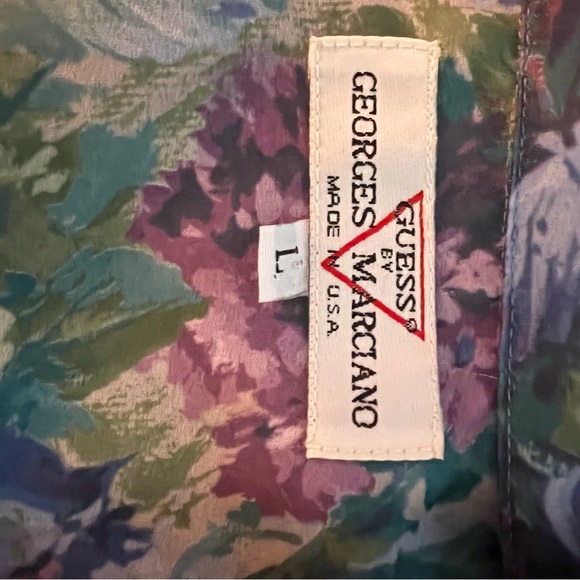 GUESS?
BY
GEORGES MARCIANO
MADE IN U.S.A.
L